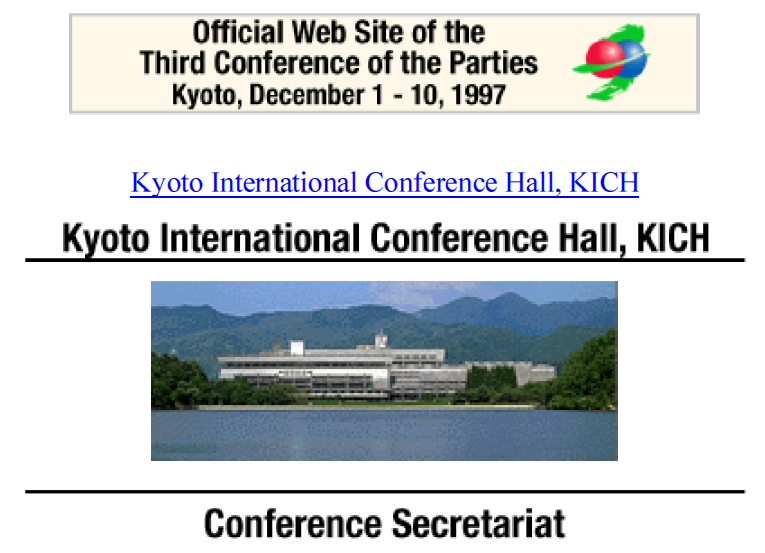 Official Web Site of the
Third Conference of the Parties
Kyoto, December 1 - 10, 1997
Kyoto International Conference Hall, KICH
Kyoto International Conference Hall, KICH
Conference Secretariat